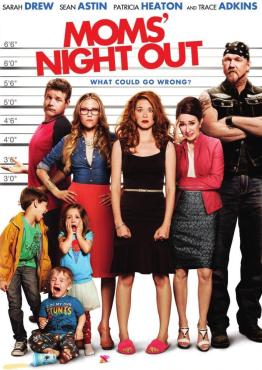 SARAH DREW SEAN ASTIN PATRICIA HEATON AND TRACE ADKINS
MOMS'
NIGHT OUT
WHAT COULD GO WRONG?
6'6"
6'0"
5'6"
5'0"
4'6"
4'0"
3'6"
3'0"